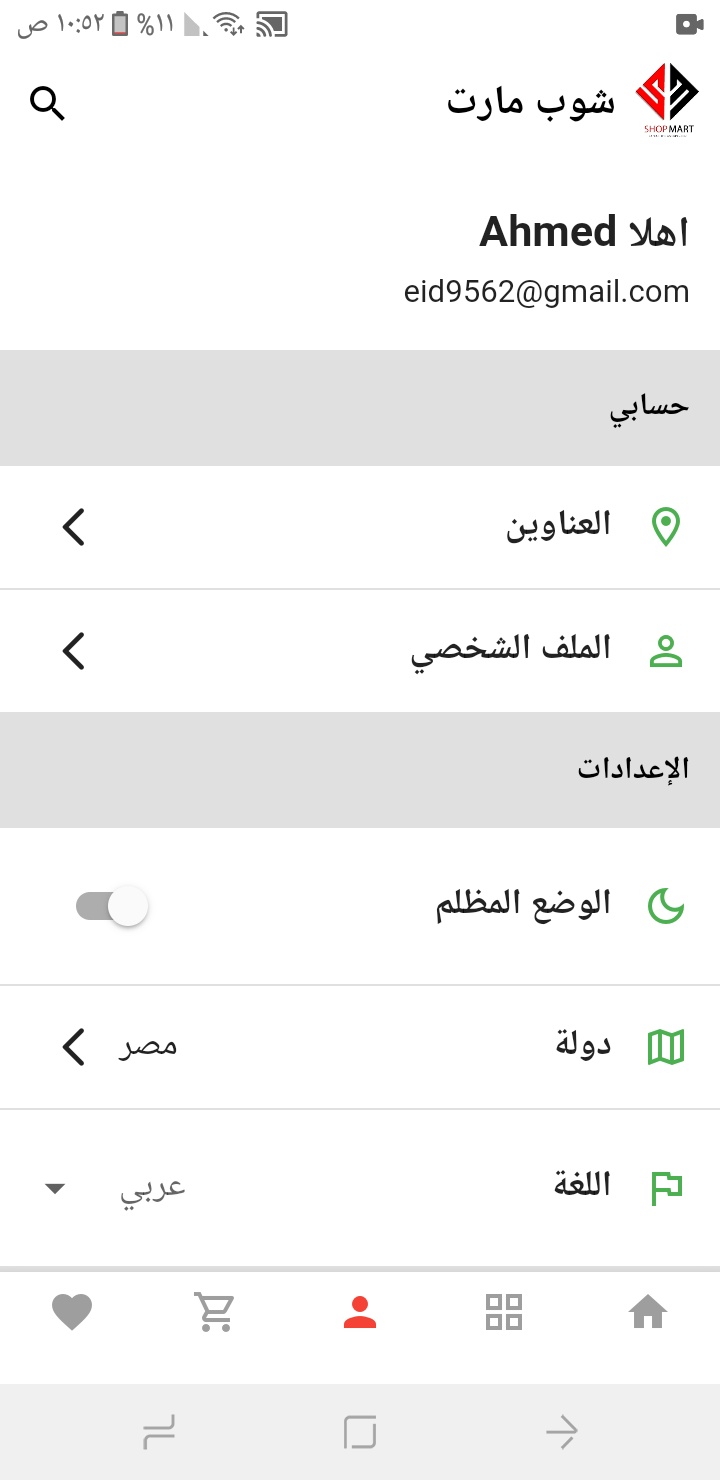 ١٠:٥٢ ص %١١
شوب مارت
SHOP MART
اهلا Ahmed
eid9562@gmail.com
حسابي
العناوين
الملف الشخصي
الإعدادات
الوضع المظلم
دولة مصر
اللغة عربي